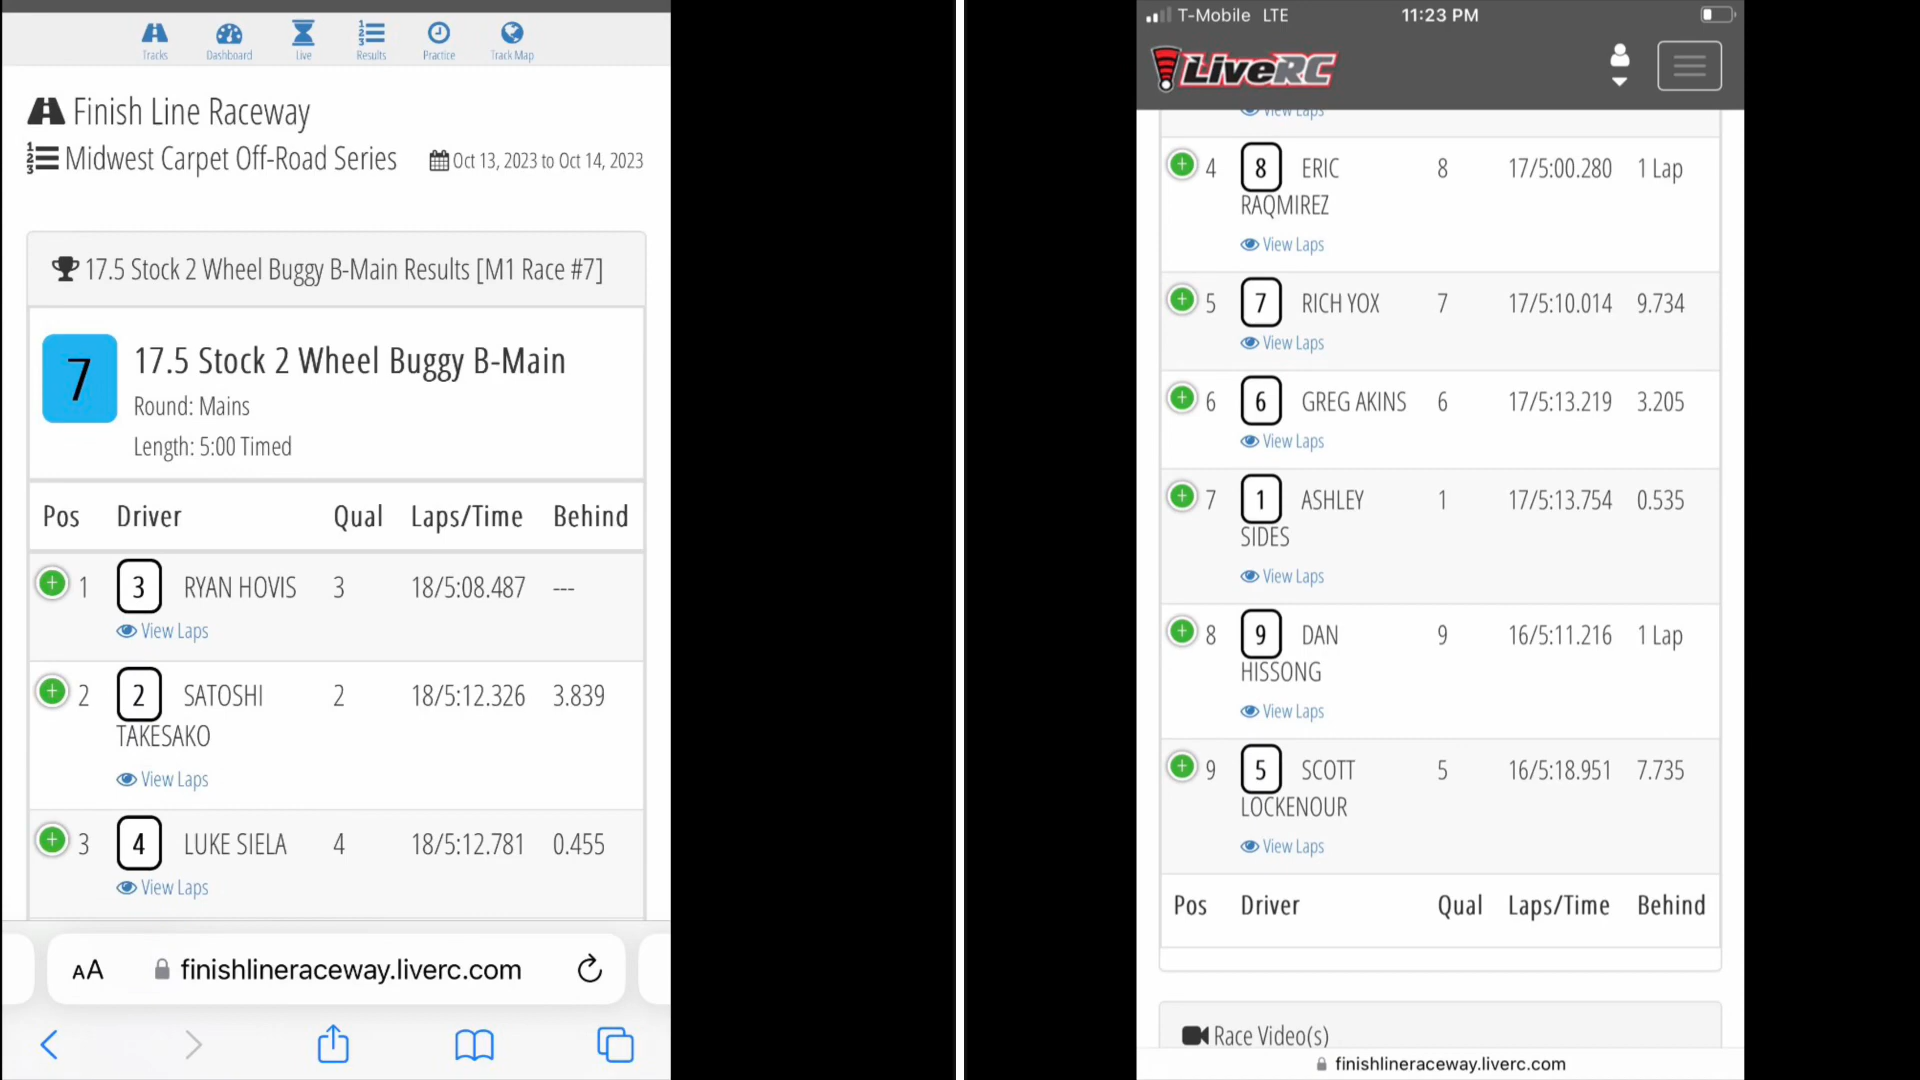 Tracks Dashboard Live Results Practice Track Map
Finish Line Raceway
Midwest Carpet Off-Road Series Oct 13, 2023 to Oct 14, 2023
17.5 Stock 2 Wheel Buggy B-Main Results [M1 Race #7]
7 17.5 Stock 2 Wheel Buggy B-Main
Round: Mains
Length: 5:00 Timed
Pos Driver Qual Laps/Time Behind
1 3 RYAN HOVIS 3 18/5:08.487 ---
View Laps
2 2 SATOSHI 2 18/5:12.326 3.839
TAKESAKO
View Laps
3 4 LUKE SIELA 4 18/5:12.781 0.455
View Laps
AA finishlineraceway.liverc.com
T-Mobile LTE 11:23 PM
LiveRC
View Laps
4 8 ERIC 8 17/5:00.280 1 Lap
RAQMIREZ
View Laps
5 7 RICH YOX 7 17/5:10.014 9.734
View Laps
6 6 GREG AKINS 6 17/5:13.219 3.205
View Laps
7 1 ASHLEY 1 17/5:13.754 0.535
SIDES
View Laps
8 9 DAN 9 16/5:11.216 1 Lap
HISSONG
View Laps
9 5 SCOTT 5 16/5:18.951 7.735
LOCKENOUR
View Laps
Pos Driver Qual Laps/Time Behind
Race Video(s)
finishlineraceway.liverc.com